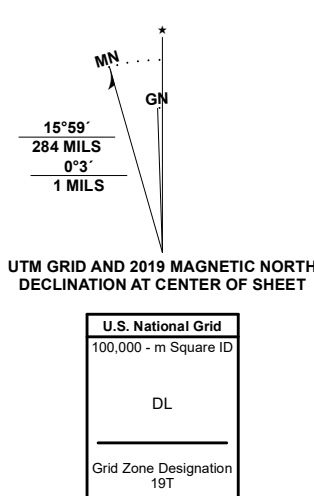 ★
MN
GN
15°59´
284 MILS
0°3´
1 MILS
UTM GRID AND 2019 MAGNETIC NORTH
DECLINATION AT CENTER OF SHEET
U.S. National Grid
100,000 - m Square ID
DL
Grid Zone Designation
19T